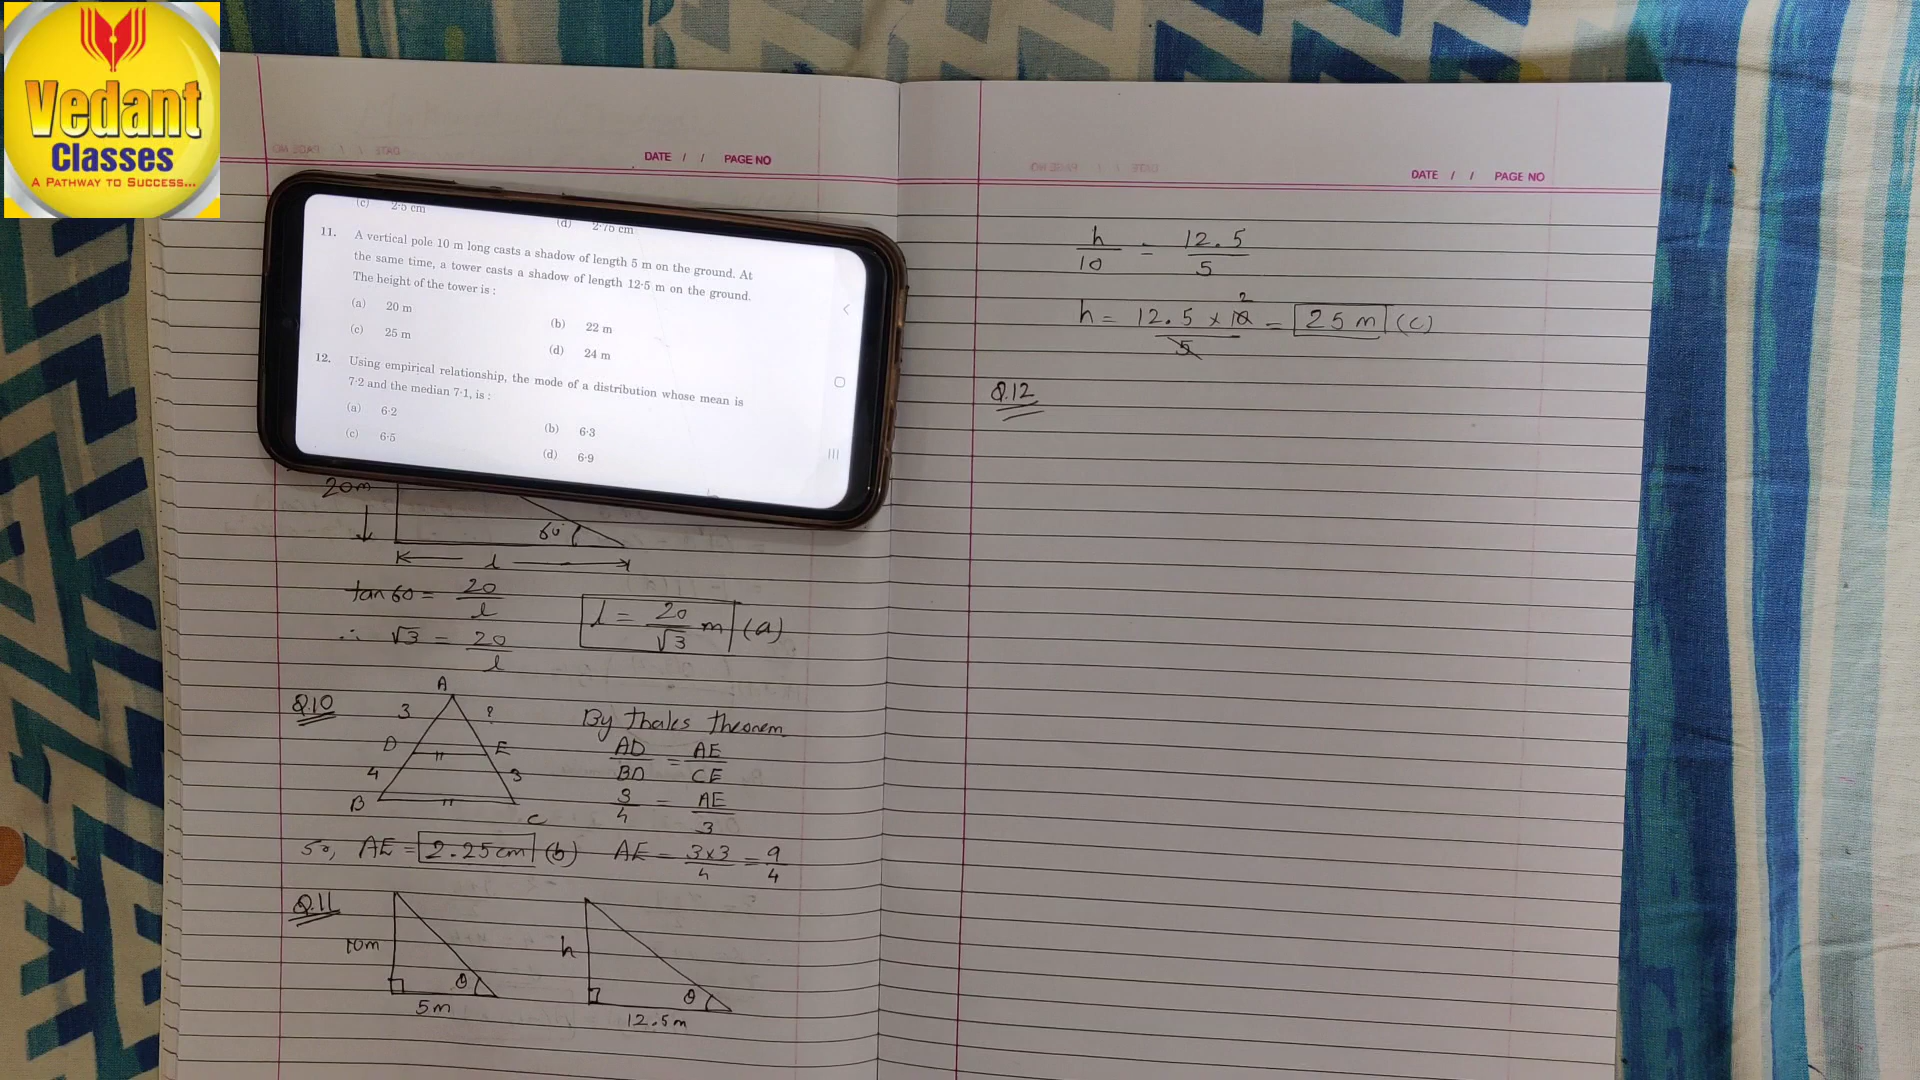 Vedant
Classes
A PATHWAY TO SUCCESS...
DATE / / PAGE NO
(c) 2·5 cm
(d) 2·75 cm
11. A vertical pole 10 m long casts a shadow of length 5 m on the ground. At
the same time, a tower casts a shadow of length 12·5 m on the ground.
The height of the tower is :
(a) 20 m
(b) 22 m
(c) 25 m
(d) 24 m
12. Using empirical relationship, the mode of a distribution whose mean is
7·2 and the median 7·1, is :
(a) 6·2
(b) 6·3
(c) 6·5
(d) 6·9
20m
60°
l
tan 60 = 20/l
l = 20/√3 m (a)
∴ √3 = 20/l
Q.10
A
3 ?
D E
4 3
B C
By thales theorem
AD/BD = AE/CE
3/4 = AE/3
so, AE = 2.25cm (b) AE = 3x3/4 = 9/4
Q.11
10m
θ
5m
h
θ
12.5m
DATE / / PAGE NO
h/10 = 12.5/5
h = 12.5 x 10/5 2 = 25 m (c)
Q.12